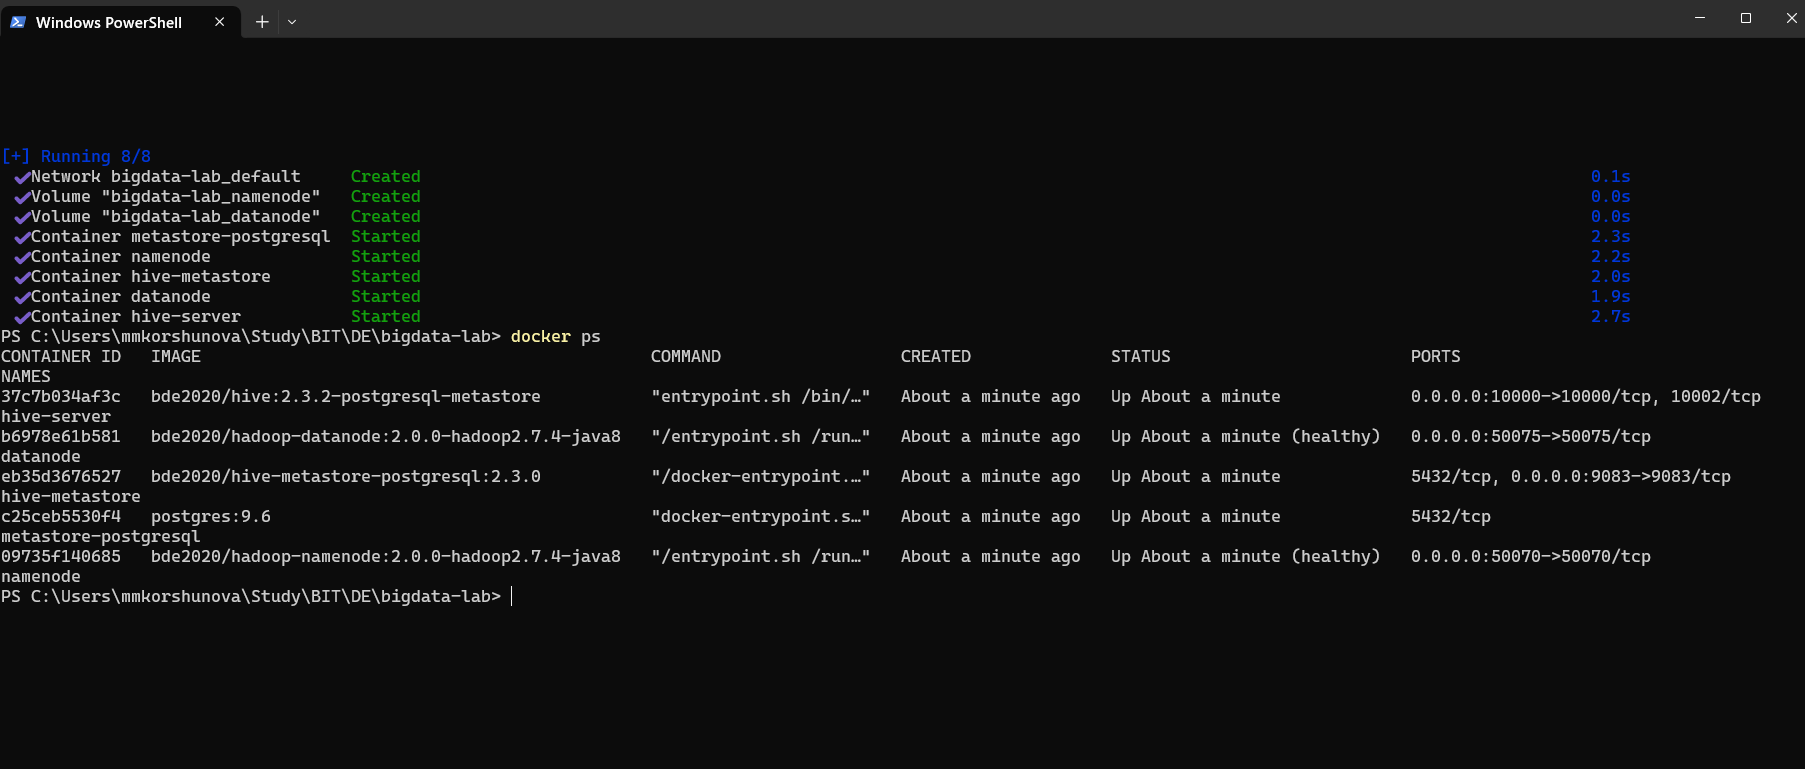 Windows PowerShell
[+] Running 8/8
✔Network bigdata-lab_default     Created     0.1s
✔Volume "bigdata-lab_namenode"   Created     0.0s
✔Volume "bigdata-lab_datanode"   Created     0.0s
✔Container metastore-postgresql  Started     2.3s
✔Container namenode              Started     2.2s
✔Container hive-metastore        Started     2.0s
✔Container datanode              Started     1.9s
✔Container hive-server           Started     2.7s
PS C:\Users\mmkorshunova\Study\BIT\DE\bigdata-lab> docker ps
CONTAINER ID   IMAGE                                             COMMAND                  CREATED              STATUS                        PORTS
NAMES
37c7b034af3c   bde2020/hive:2.3.2-postgresql-metastore           "entrypoint.sh /bin/…"   About a minute ago   Up About a minute             0.0.0.0:10000->10000/tcp, 10002/tcp
hive-server
b6978e61b581   bde2020/hadoop-datanode:2.0.0-hadoop2.7.4-java8   "/entrypoint.sh /run…"   About a minute ago   Up About a minute (healthy)   0.0.0.0:50075->50075/tcp
datanode
eb35d3676527   bde2020/hive-metastore-postgresql:2.3.0           "/docker-entrypoint.…"   About a minute ago   Up About a minute             5432/tcp, 0.0.0.0:9083->9083/tcp
hive-metastore
c25ceb5530f4   postgres:9.6                                      "docker-entrypoint.s…"   About a minute ago   Up About a minute             5432/tcp
metastore-postgresql
09735f140685   bde2020/hadoop-namenode:2.0.0-hadoop2.7.4-java8   "/entrypoint.sh /run…"   About a minute ago   Up About a minute (healthy)   0.0.0.0:50070->50070/tcp
namenode
PS C:\Users\mmkorshunova\Study\BIT\DE\bigdata-lab>